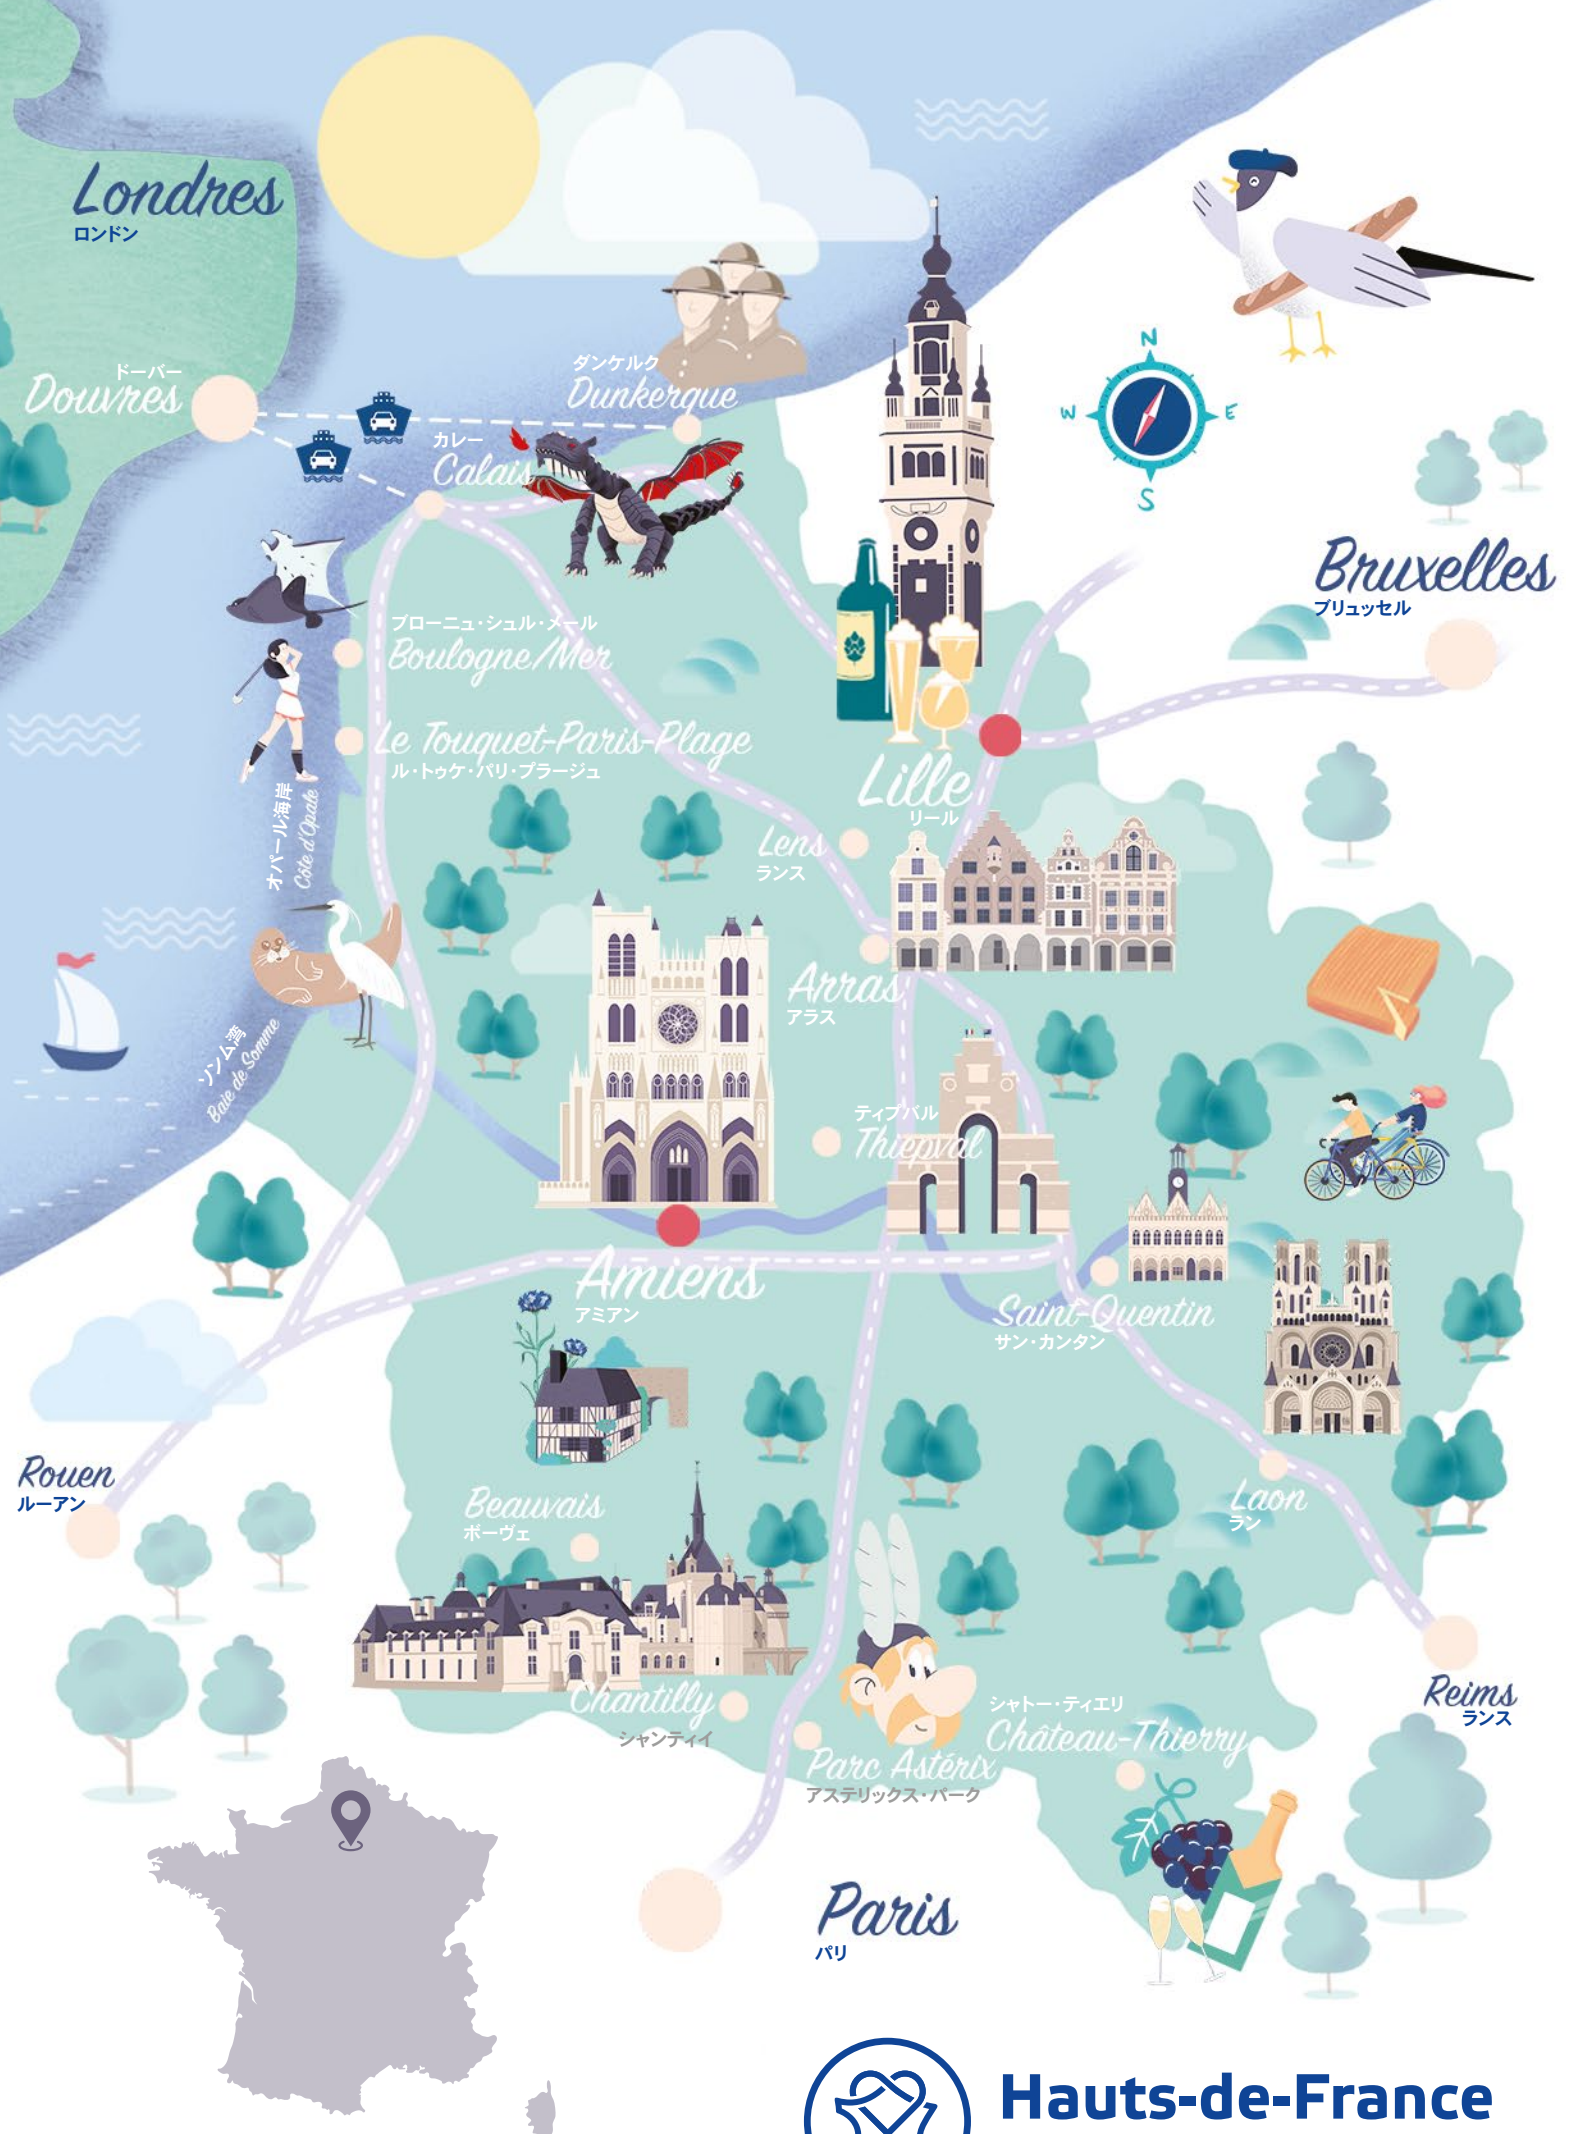 Londres
ロンドン
ドーバー
Douvres
ダンケルク
Dunkerque
カレー
Calais
N
W
E
S
Bruxelles
ブリュッセル
ブローニュ・シュル・メール
Boulogne/Mer
Le Touquet-Paris-Plage
ル・トゥケ・パリ・プラージュ
オパール海岸
Côte d'Opale
Lille
リール
Lens
ランス
Arras
アラス
ソンム湾
Baie de Somme
ティプバル
Thiepval
Amiens
アミアン
Saint-Quentin
サン・カンタン
Rouen
ルーアン
Beauvais
ボーヴェ
Laon
ラン
Chantilly
シャンティイ
Reims
ランス
シャトー・ティエリ
Château-Thierry
Parc Astérix
アステリックス・パーク
Paris
パリ
Hauts-de-France